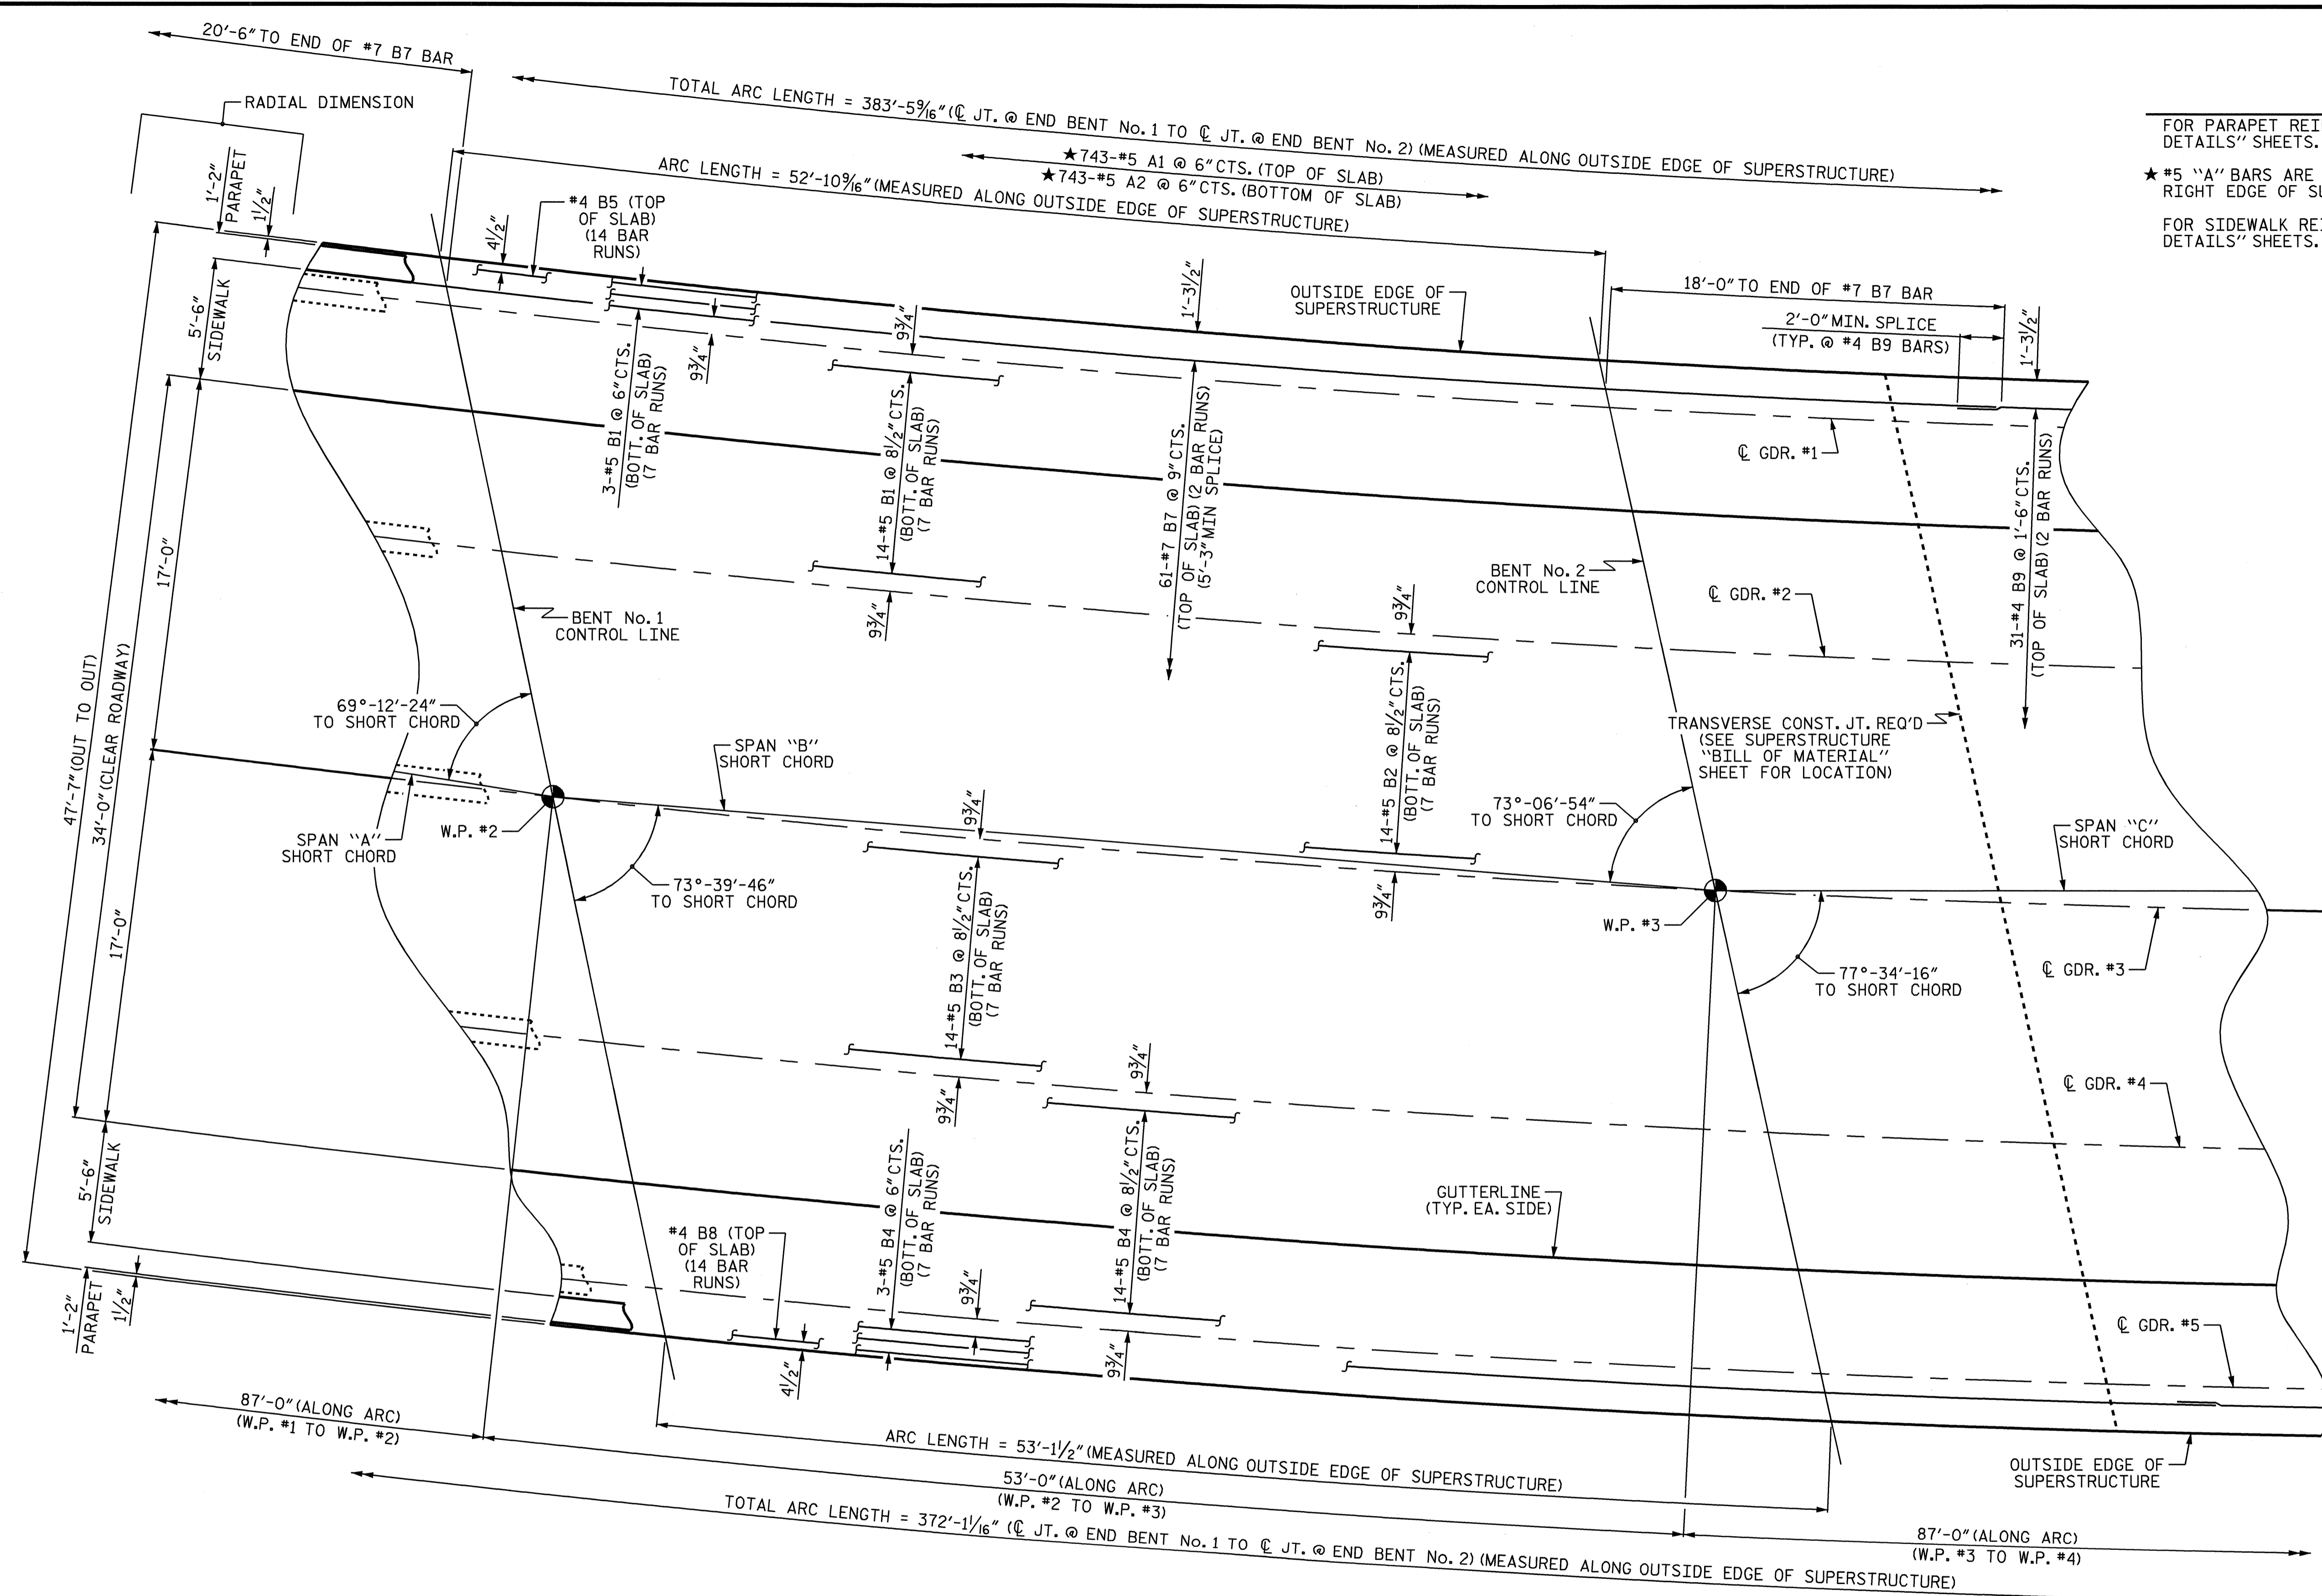 20'-6" TO END OF #7 B7 BAR
RADIAL DIMENSION
TOTAL ARC LENGTH = 383'-5 9/16" (℄ JT. @ END BENT No. 1 TO ℄ JT. @ END BENT No. 2) (MEASURED ALONG OUTSIDE EDGE OF SUPERSTRUCTURE)
★743-#5 A1 @ 6" CTS. (TOP OF SLAB)
★743-#5 A2 @ 6" CTS. (BOTTOM OF SLAB)
ARC LENGTH = 52'-10 9/16" (MEASURED ALONG OUTSIDE EDGE OF SUPERSTRUCTURE)
FOR PARAPET REI
DETAILS" SHEETS.
★ #5 "A" BARS ARE
RIGHT EDGE OF SU
FOR SIDEWALK REI
DETAILS" SHEETS.
1'-2"
PARAPET
1 1/2"
#4 B5 (TOP
OF SLAB)
(14 BAR
RUNS)
4 1/2"
5'-6"
SIDEWALK
3-#5 B1 @ 6" CTS.
(BOTT. OF SLAB)
(7 BAR RUNS)
9 3/4"
9 3/4"
14-#5 B1 @ 8 1/2" CTS.
(BOTT. OF SLAB)
(7 BAR RUNS)
9 3/4"
1'-3 1/2"
61-#7 B7 @ 9" CTS.
(TOP OF SLAB) (2 BAR RUNS)
(5'-3" MIN SPLICE)
OUTSIDE EDGE OF
SUPERSTRUCTURE
18'-0" TO END OF #7 B7 BAR
2'-0" MIN. SPLICE
(TYP. @ #4 B9 BARS)
1'-3 1/2"
℄ GDR. #1
31-#4 B9 @ 1'-6" CTS.
(TOP OF SLAB) (2 BAR RUNS)
47'-7" (OUT TO OUT)
34'-0" (CLEAR ROADWAY)
17'-0"
BENT No. 1
CONTROL LINE
BENT No. 2
CONTROL LINE
℄ GDR. #2
9 3/4"
14-#5 B2 @ 8 1/2" CTS.
(BOTT. OF SLAB)
(7 BAR RUNS)
9 3/4"
69°-12'-24"
TO SHORT CHORD
SPAN "B"
SHORT CHORD
TRANSVERSE CONST. JT. REQ'D
(SEE SUPERSTRUCTURE
"BILL OF MATERIAL"
SHEET FOR LOCATION)
73°-06'-54"
TO SHORT CHORD
SPAN "A"
SHORT CHORD
W.P. #2
SPAN "C"
SHORT CHORD
73°-39'-46"
TO SHORT CHORD
9 3/4"
14-#5 B3 @ 8 1/2" CTS.
(BOTT. OF SLAB)
(7 BAR RUNS)
9 3/4"
W.P. #3
17'-0"
77°-34'-16"
TO SHORT CHORD
℄ GDR. #3
℄ GDR. #4
9 3/4"
14-#5 B4 @ 8 1/2" CTS.
(BOTT. OF SLAB)
(7 BAR RUNS)
9 3/4"
3-#5 B4 @ 6" CTS.
(BOTT. OF SLAB)
(7 BAR RUNS)
9 3/4"
5'-6"
SIDEWALK
#4 B8 (TOP
OF SLAB)
(14 BAR
RUNS)
4 1/2"
GUTTERLINE
(TYP. EA. SIDE)
1'-2"
PARAPET
1 1/2"
℄ GDR. #5
87'-0" (ALONG ARC)
(W.P. #1 TO W.P. #2)
ARC LENGTH = 53'-1 1/2" (MEASURED ALONG OUTSIDE EDGE OF SUPERSTRUCTURE)
53'-0" (ALONG ARC)
(W.P. #2 TO W.P. #3)
OUTSIDE EDGE OF
SUPERSTRUCTURE
TOTAL ARC LENGTH = 372'-1 1/16" (℄ JT. @ END BENT No. 1 TO ℄ JT. @ END BENT No. 2) (MEASURED ALONG OUTSIDE EDGE OF SUPERSTRUCTURE)
87'-0" (ALONG ARC)
(W.P. #3 TO W.P. #4)